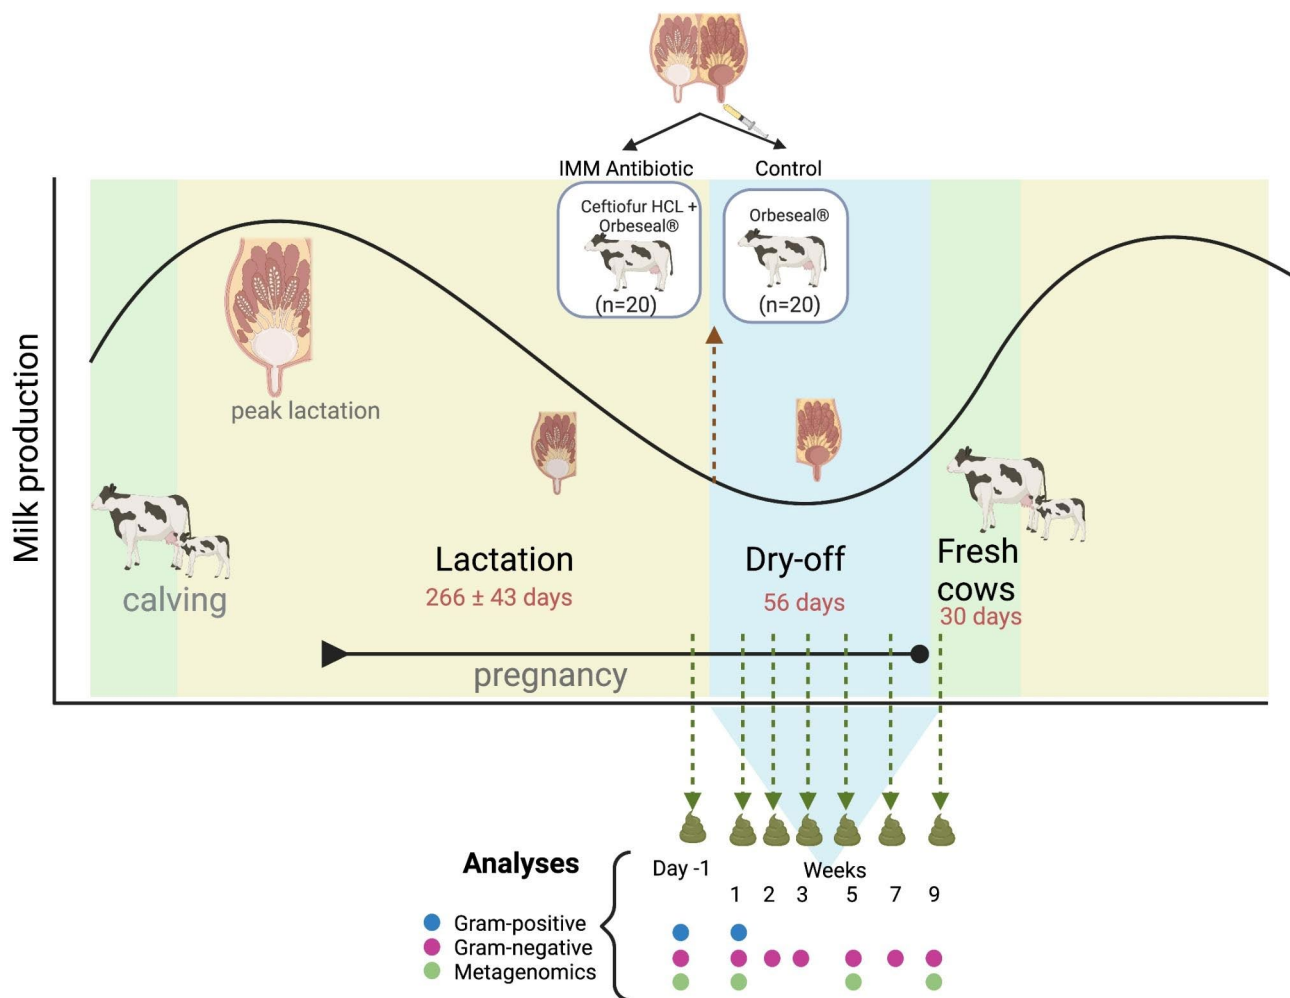 IMM Antibiotic
Control
Ceftiofur HCL +
Orbeseal®
(n=20)
Orbeseal®
(n=20)
Milk production
peak lactation
calving
Lactation
266 ± 43 days
Dry-off
56 days
Fresh
cows
30 days
pregnancy
Analyses
Day -1
Weeks
1 2 3 5 7 9
Gram-positive
Gram-negative
Metagenomics